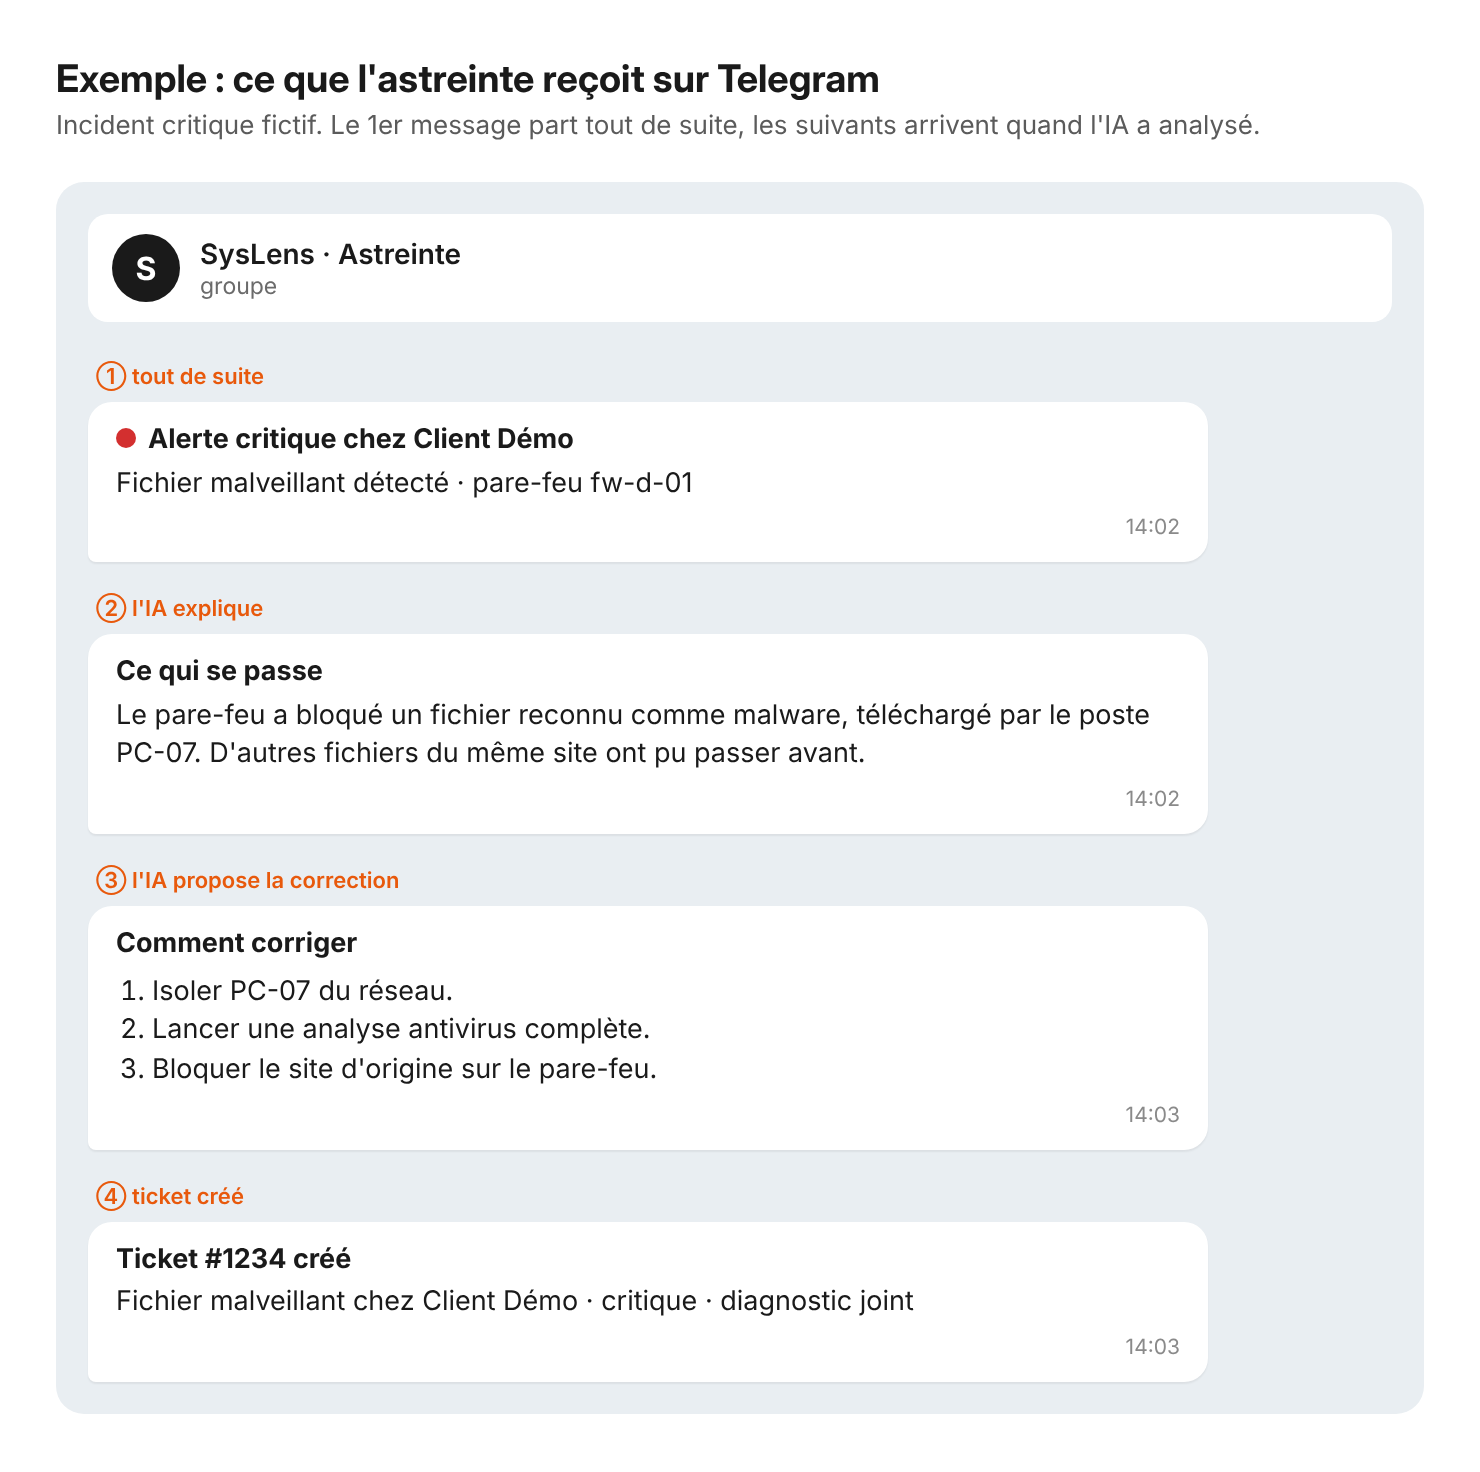 Exemple : ce que l'astreinte reçoit sur Telegram
Incident critique fictif. Le 1er message part tout de suite, les suivants arrivent quand l'IA a analysé.
S
SysLens · Astreinte
groupe
① tout de suite
Alerte critique chez Client Démo
Fichier malveillant détecté · pare-feu fw-d-01
14:02
② l'IA explique
Ce qui se passe
Le pare-feu a bloqué un fichier reconnu comme malware, téléchargé par le poste
PC-07. D'autres fichiers du même site ont pu passer avant.
14:02
③ l'IA propose la correction
Comment corriger
1. Isoler PC-07 du réseau.
2. Lancer une analyse antivirus complète.
3. Bloquer le site d'origine sur le pare-feu.
14:03
④ ticket créé
Ticket #1234 créé
Fichier malveillant chez Client Démo · critique · diagnostic joint
14:03